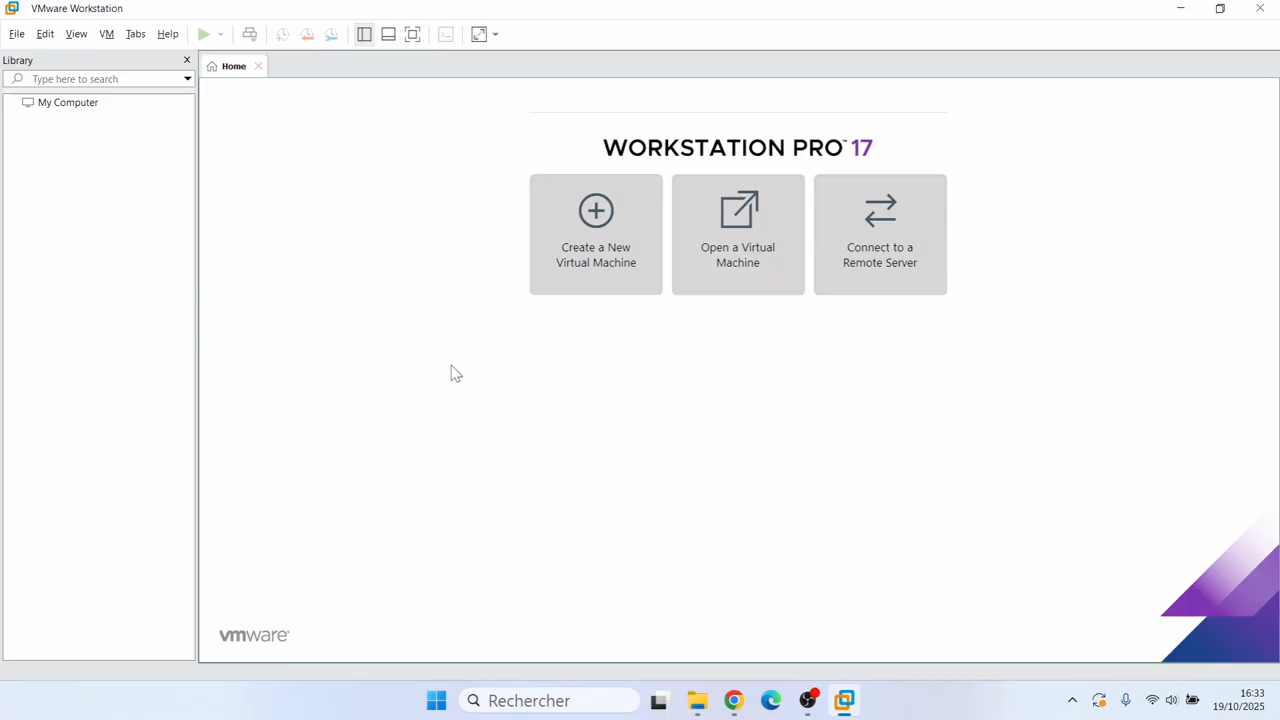 VMware Workstation
File Edit View VM Tabs Help
Library
Type here to search
My Computer
Home
WORKSTATION PRO™ 17
Create a New
Virtual Machine
Open a Virtual
Machine
Connect to a
Remote Server
vmware®
Rechercher
16:33
19/10/2025